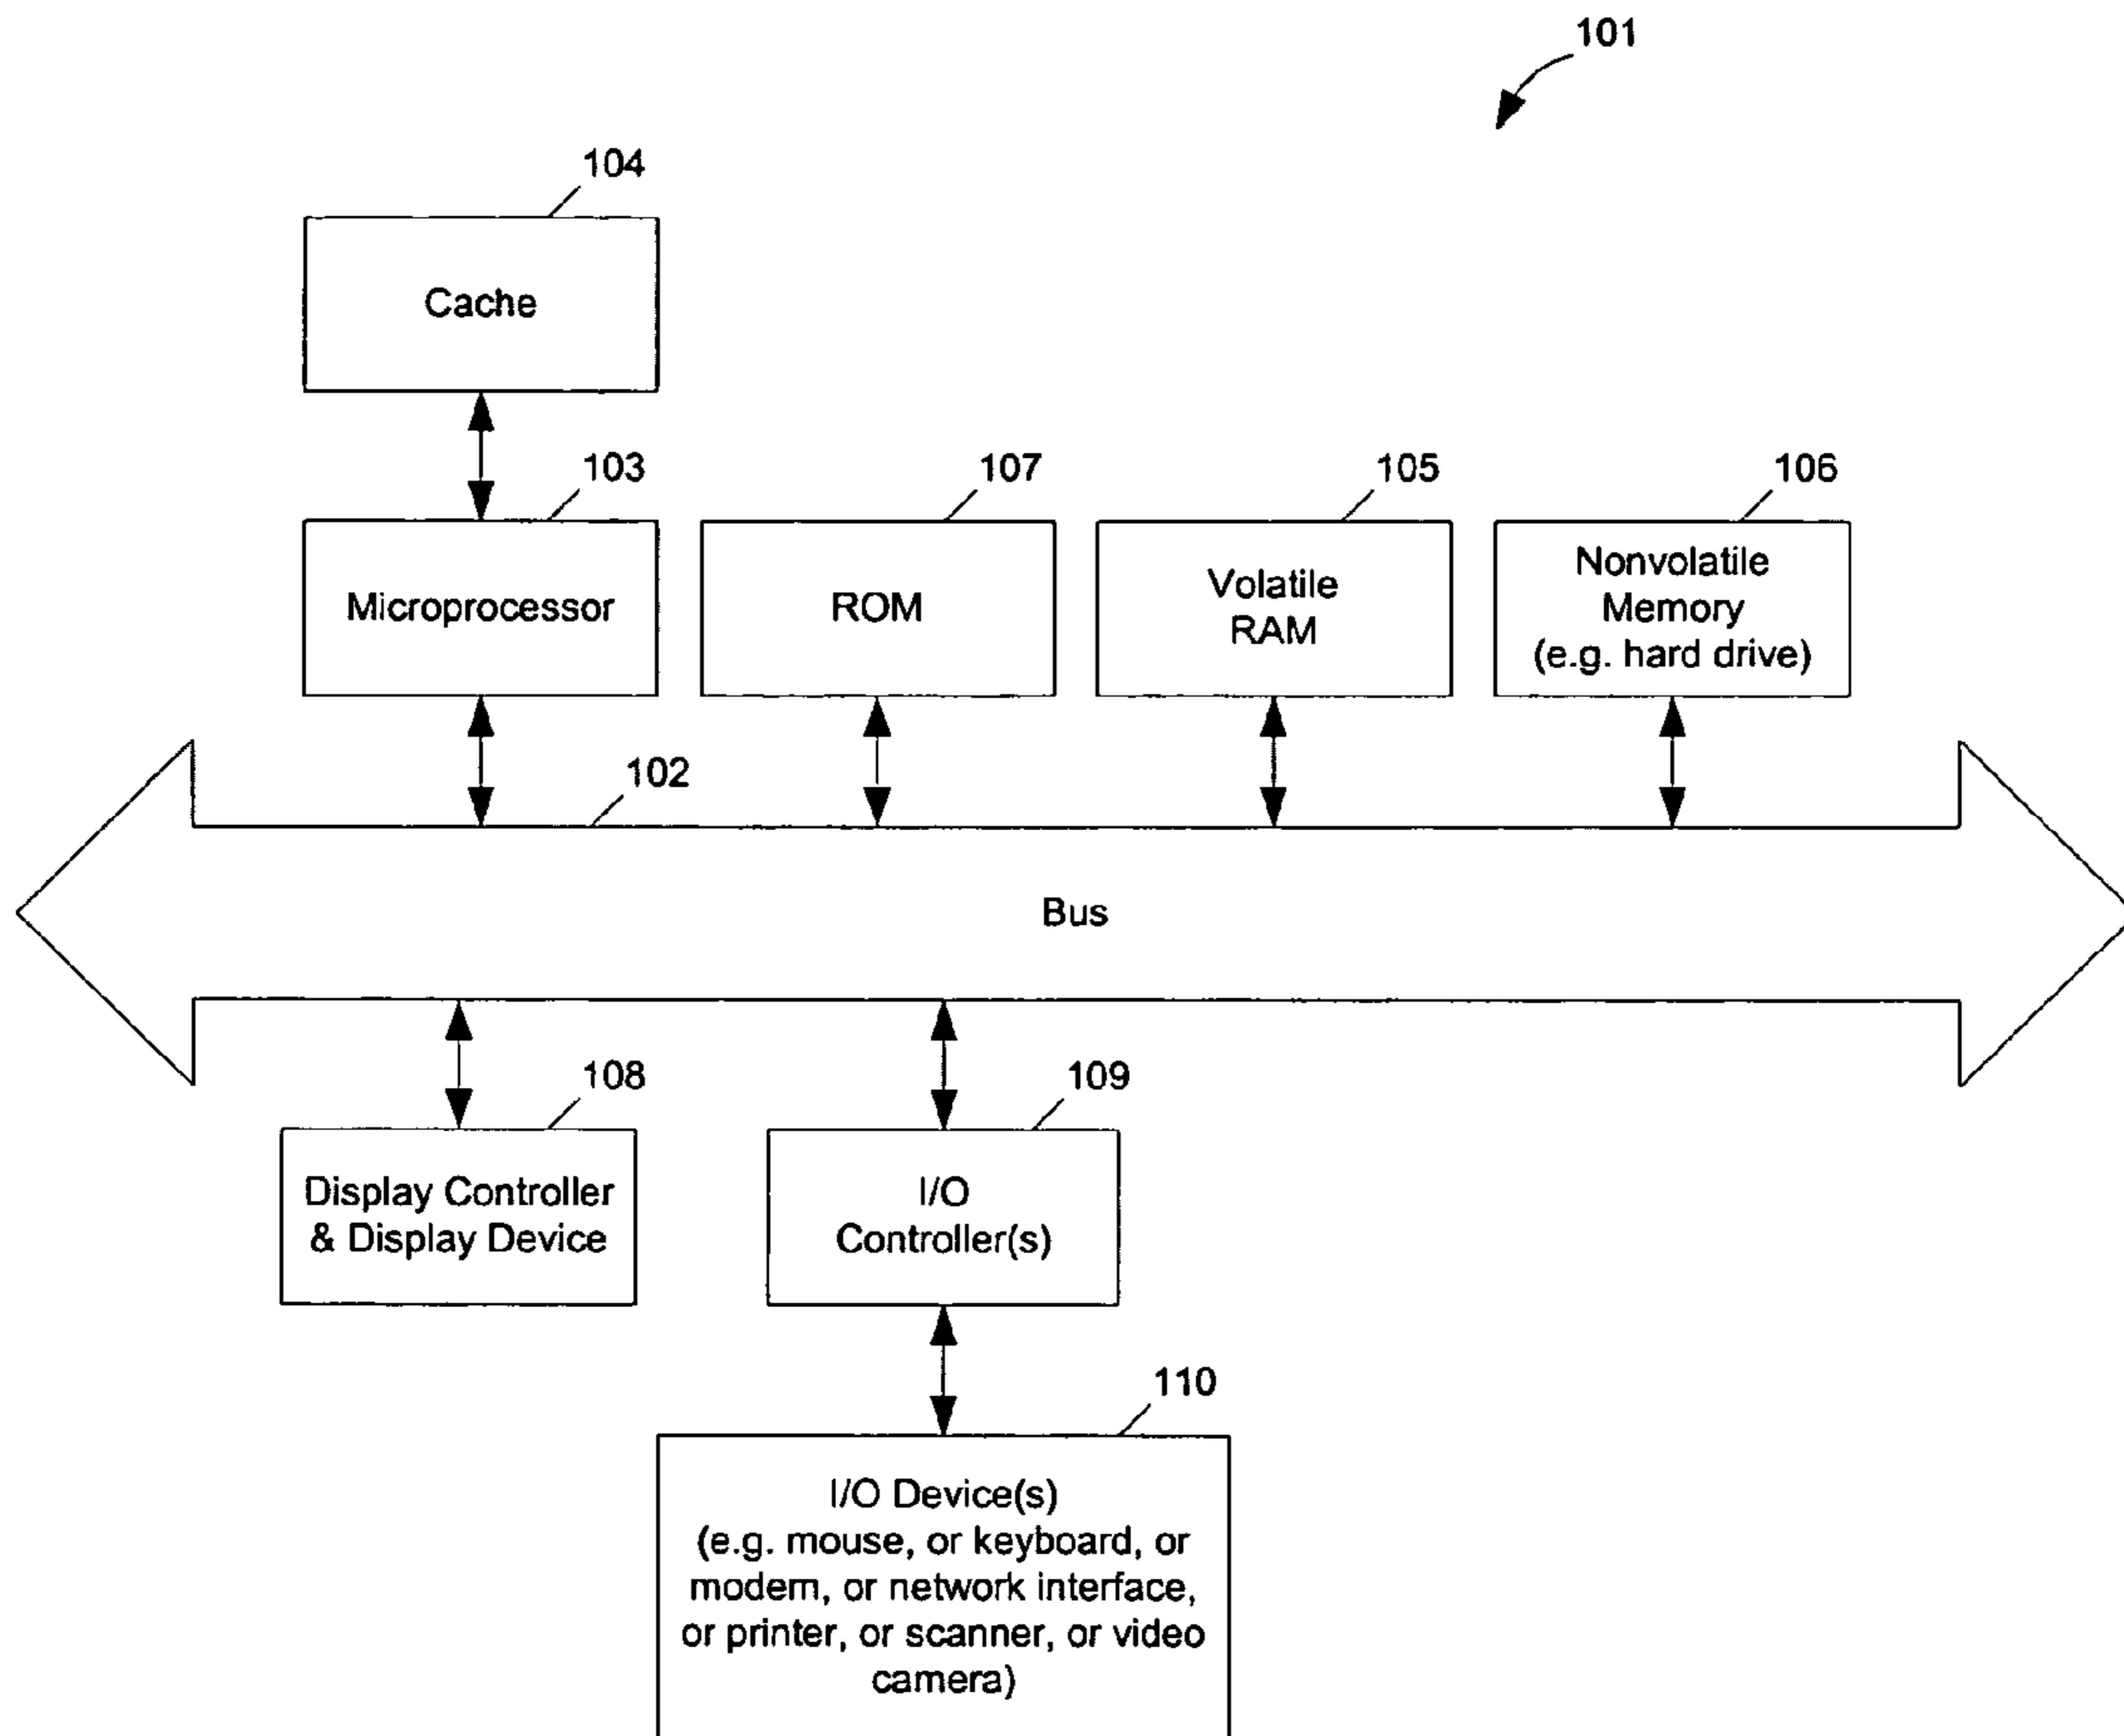 101
104
Cache
103
107
105
106
Microprocessor
ROM
Volatile
RAM
Nonvolatile
Memory
(e.g. hard drive)
102
Bus
108
109
Display Controller
& Display Device
I/O
Controller(s)
110
I/O Device(s)
(e.g. mouse, or keyboard, or
modem, or network interface,
or printer, or scanner, or video
camera)